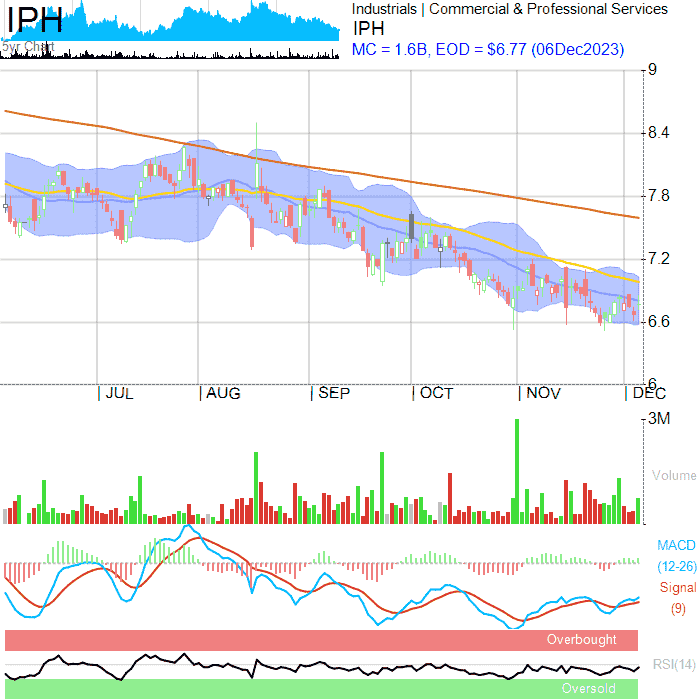 IPH
5yr Chart
Industrials | Commercial & Professional Services
IPH
MC = 1.6B, EOD = $6.77 (06Dec2023)
9
8.4
7.8
7.2
6.6
6
JUL
AUG
SEP
OCT
NOV
DEC
3M
Volume
MACD
(12-26)
Signal
(9)
Overbought
RSI(14)
Oversold